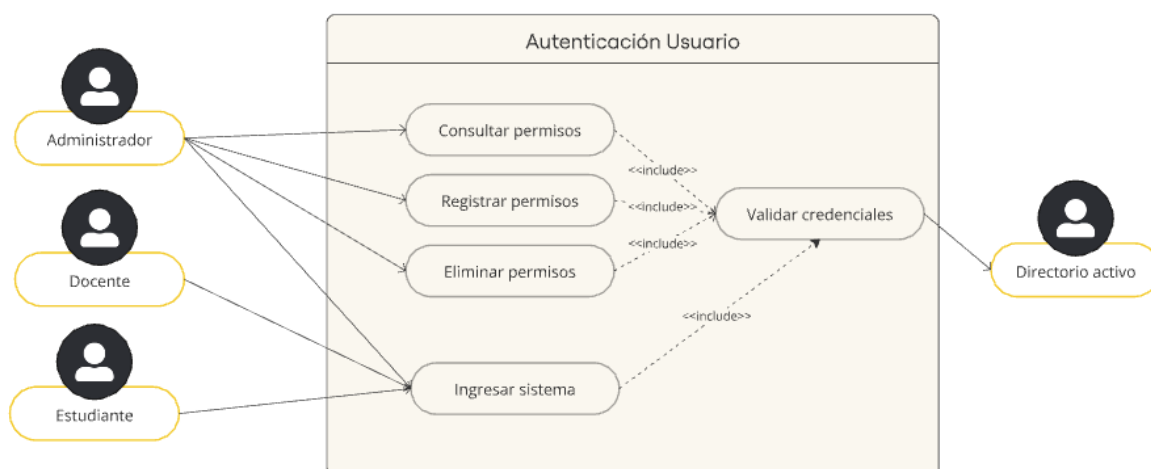 Autenticación Usuario
Administrador
Consultar permisos
<<include>>
Registrar permisos
<<include>>
Validar credenciales
<<include>>
Eliminar permisos
Docente
Directorio activo
<<include>>
Ingresar sistema
Estudiante